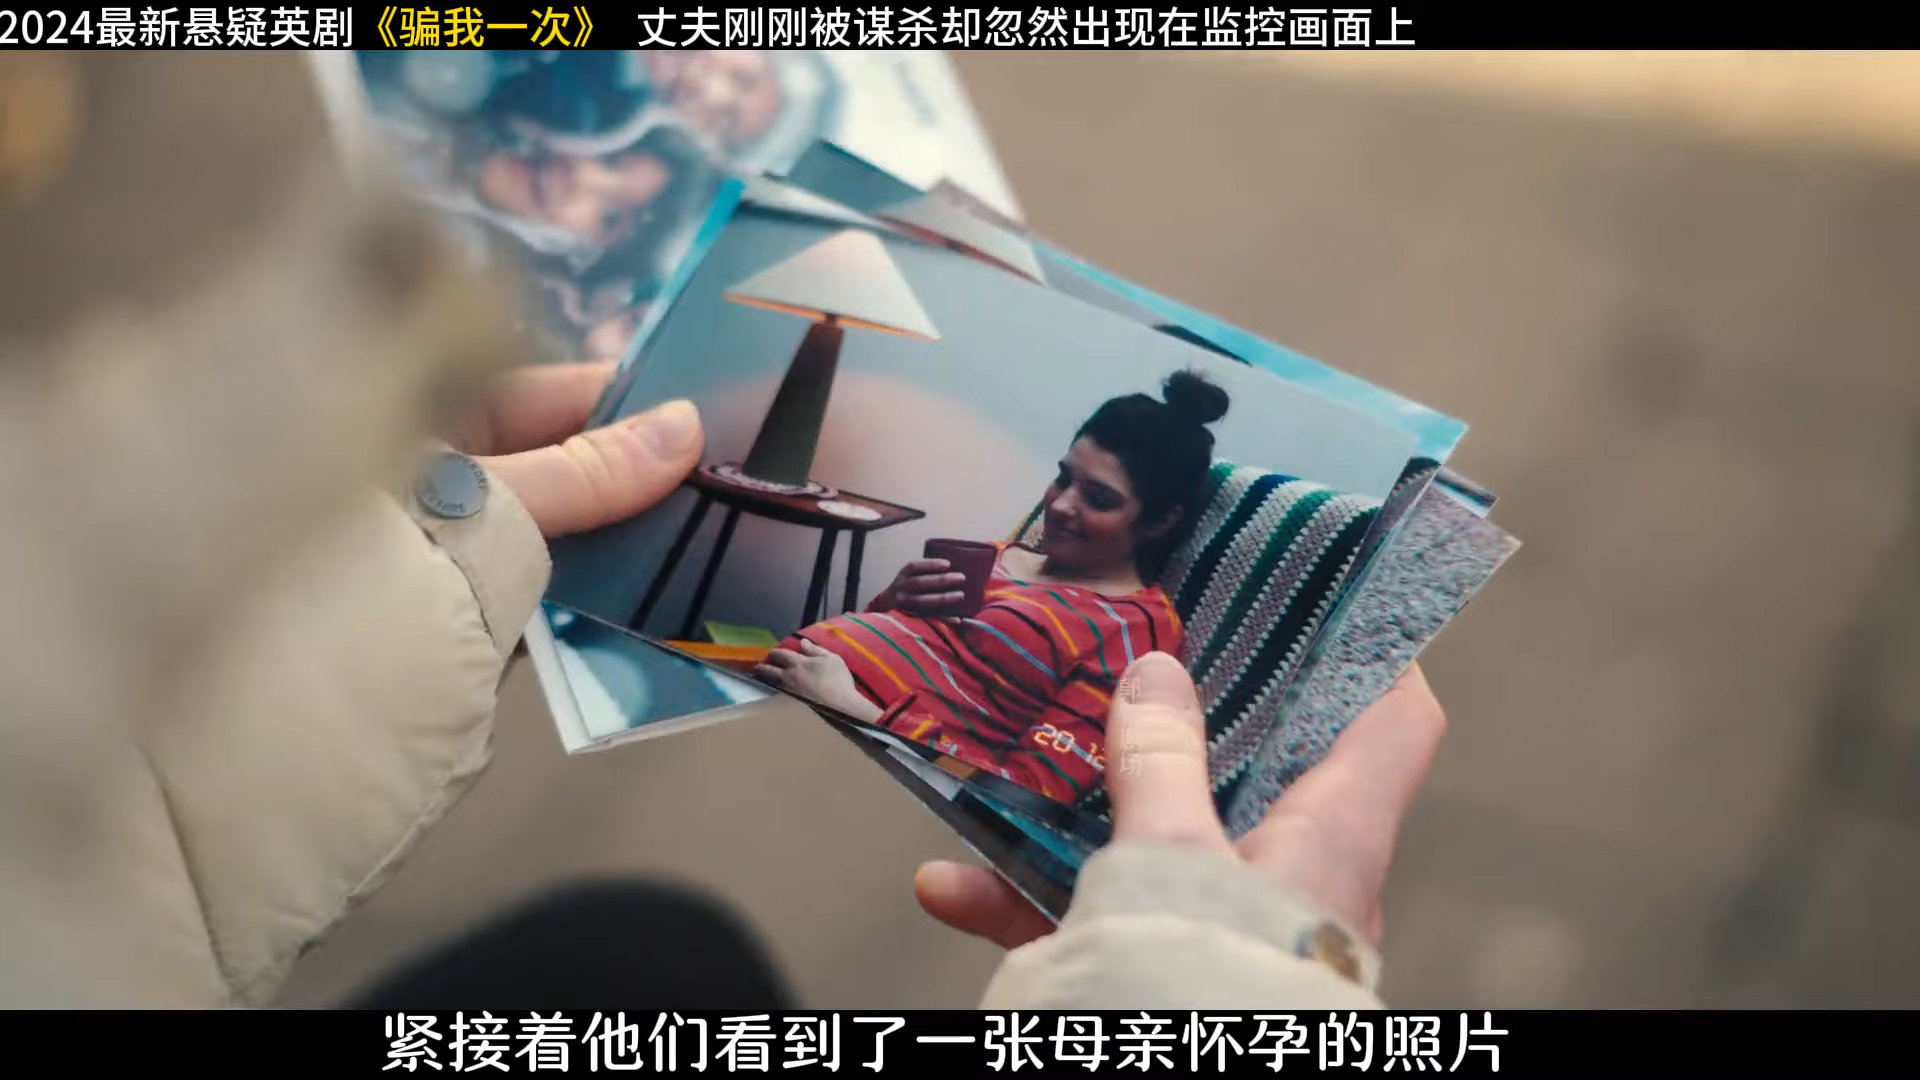 2024最新悬疑英剧《骗我一次》 丈夫刚刚被谋杀却忽然出现在监控画面上
20 12
紧接着他们看到了一张母亲怀孕的照片